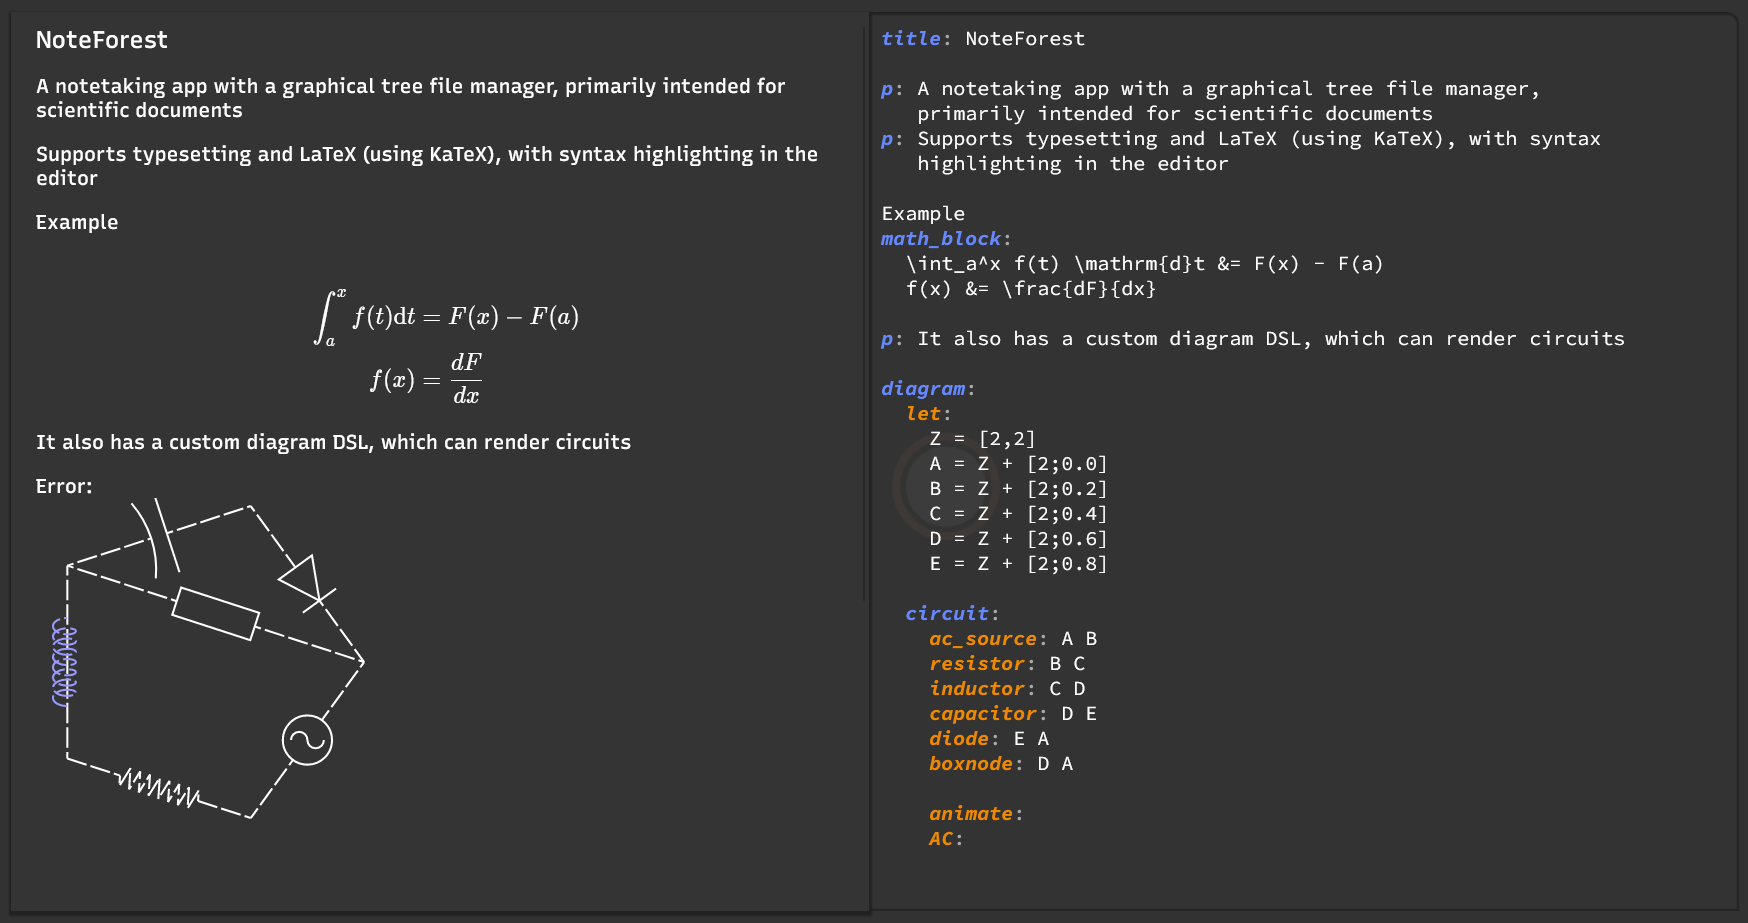 NoteForest
A notetaking app with a graphical tree file manager, primarily intended for
scientific documents
Supports typesetting and LaTeX (using KaTeX), with syntax highlighting in the
editor
Example
∫_a^x f(t)dt = F(x) − F(a)
f(x) = dF/dx
It also has a custom diagram DSL, which can render circuits
Error:
title: NoteForest
p: A notetaking app with a graphical tree file manager,
primarily intended for scientific documents
p: Supports typesetting and LaTeX (using KaTeX), with syntax
highlighting in the editor
Example
math_block:
\int_a^x f(t) \mathrm{d}t &= F(x) - F(a)
f(x) &= \frac{dF}{dx}
p: It also has a custom diagram DSL, which can render circuits
diagram:
let:
Z = [2,2]
A = Z + [2;0.0]
B = Z + [2;0.2]
C = Z + [2;0.4]
D = Z + [2;0.6]
E = Z + [2;0.8]
circuit:
ac_source: A B
resistor: B C
inductor: C D
capacitor: D E
diode: E A
boxnode: D A
animate:
AC: